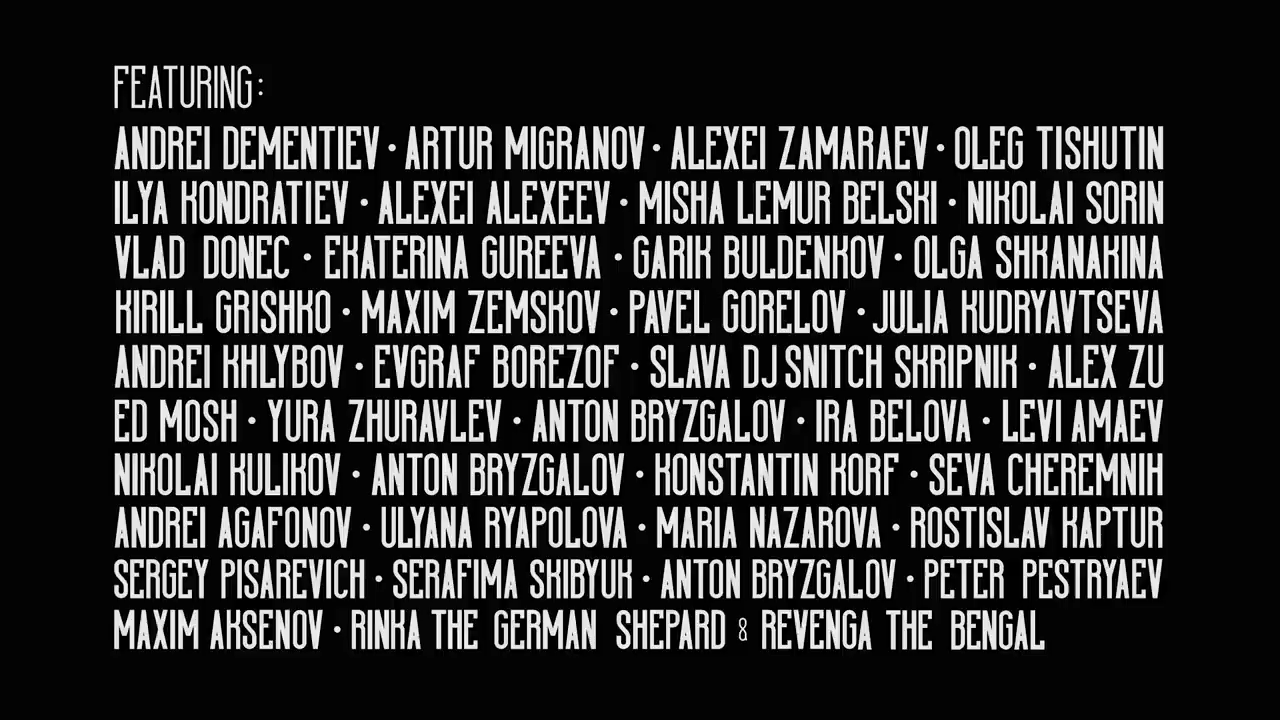 FEATURING:
ANDREI DEMENTIEV • ARTUR MIGRANOV • ALEXEI ZAMARAEV • OLEG TISHUTIN
ILYA KONDRATIEV • ALEXEI ALEXEEV • MISHA LEMUR BELSKI • NIKOLAI SORIN
VLAD DONEC • EKATERINA GUREEVA • GARIK BULDENKOV • OLGA SHKANAKINA
KIRILL GRISHKO • MAXIM ZEMSKOV • PAVEL GORELOV • JULIA KUDRYAVTSEVA
ANDREI KHLYBOV • EVGRAF BOREZOF • SLAVA DJ SNITCH SKRIPNIK • ALEX ZU
ED MOSH • YURA ZHURAVLEV • ANTON BRYZGALOV • IRA BELOVA • LEVI AMAEV
NIKOLAI KULIKOV • ANTON BRYZGALOV • KONSTANTIN KORF • SEVA CHEREMNIH
ANDREI AGAFONOV • ULYANA RYAPOLOVA • MARIA NAZAROVA • ROSTISLAV KAPTUR
SERGEY PISAREVICH • SERAFIMA SKIBYUK • ANTON BRYZGALOV • PETER PESTRYAEV
MAXIM AKSENOV • RINKA THE GERMAN SHEPARD & REVENGA THE BENGAL